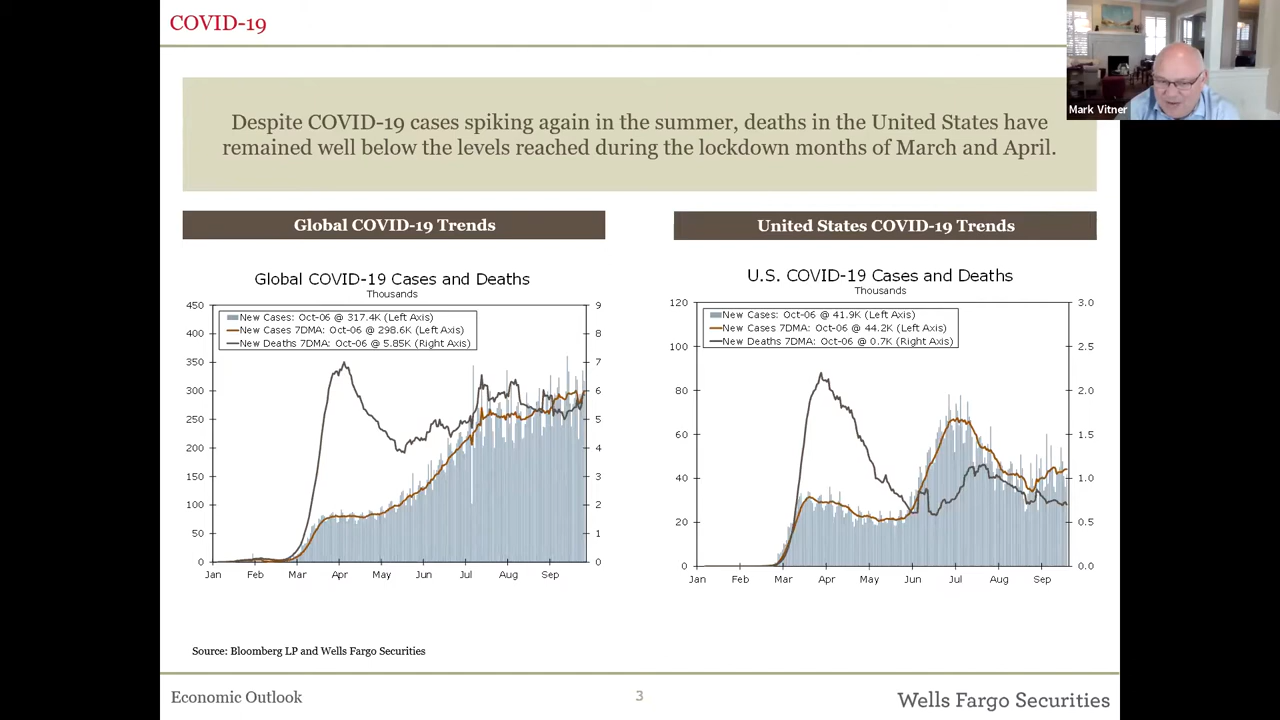 COVID-19
Mark Vitner
Despite COVID-19 cases spiking again in the summer, deaths in the United States have
remained well below the levels reached during the lockdown months of March and April.
Global COVID-19 Trends
Global COVID-19 Cases and Deaths
Thousands
New Cases: Oct-06 @ 317.4K (Left Axis)
New Cases 7DMA: Oct-06 @ 298.6K (Left Axis)
New Deaths 7DMA: Oct-06 @ 5.85K (Right Axis)
450
400
350
300
250
200
150
100
50
0
9
8
7
6
5
4
3
2
1
0
Jan Feb Mar Apr May Jun Jul Aug Sep
United States COVID-19 Trends
U.S. COVID-19 Cases and Deaths
Thousands
New Cases: Oct-06 @ 41.9K (Left Axis)
New Cases 7DMA: Oct-06 @ 44.2K (Left Axis)
New Deaths 7DMA: Oct-06 @ 0.7K (Right Axis)
120
100
80
60
40
20
0
3.0
2.5
2.0
1.5
1.0
0.5
0.0
Jan Feb Mar Apr May Jun Jul Aug Sep
Source: Bloomberg LP and Wells Fargo Securities
Economic Outlook
3
Wells Fargo Securities